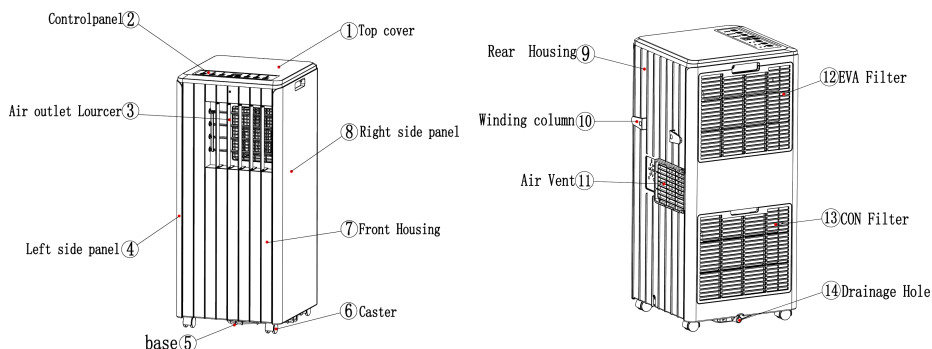 Controlpanel②
①Top cover
Air outlet Lourcer③
⑧Right side panel
⑦Front Housing
Left side panel④
⑥Caster
base⑤
Rear Housing⑨
⑫EVA Filter
Winding column⑩
Air Vent⑪
⑬CON Filter
⑭Drainage Hole